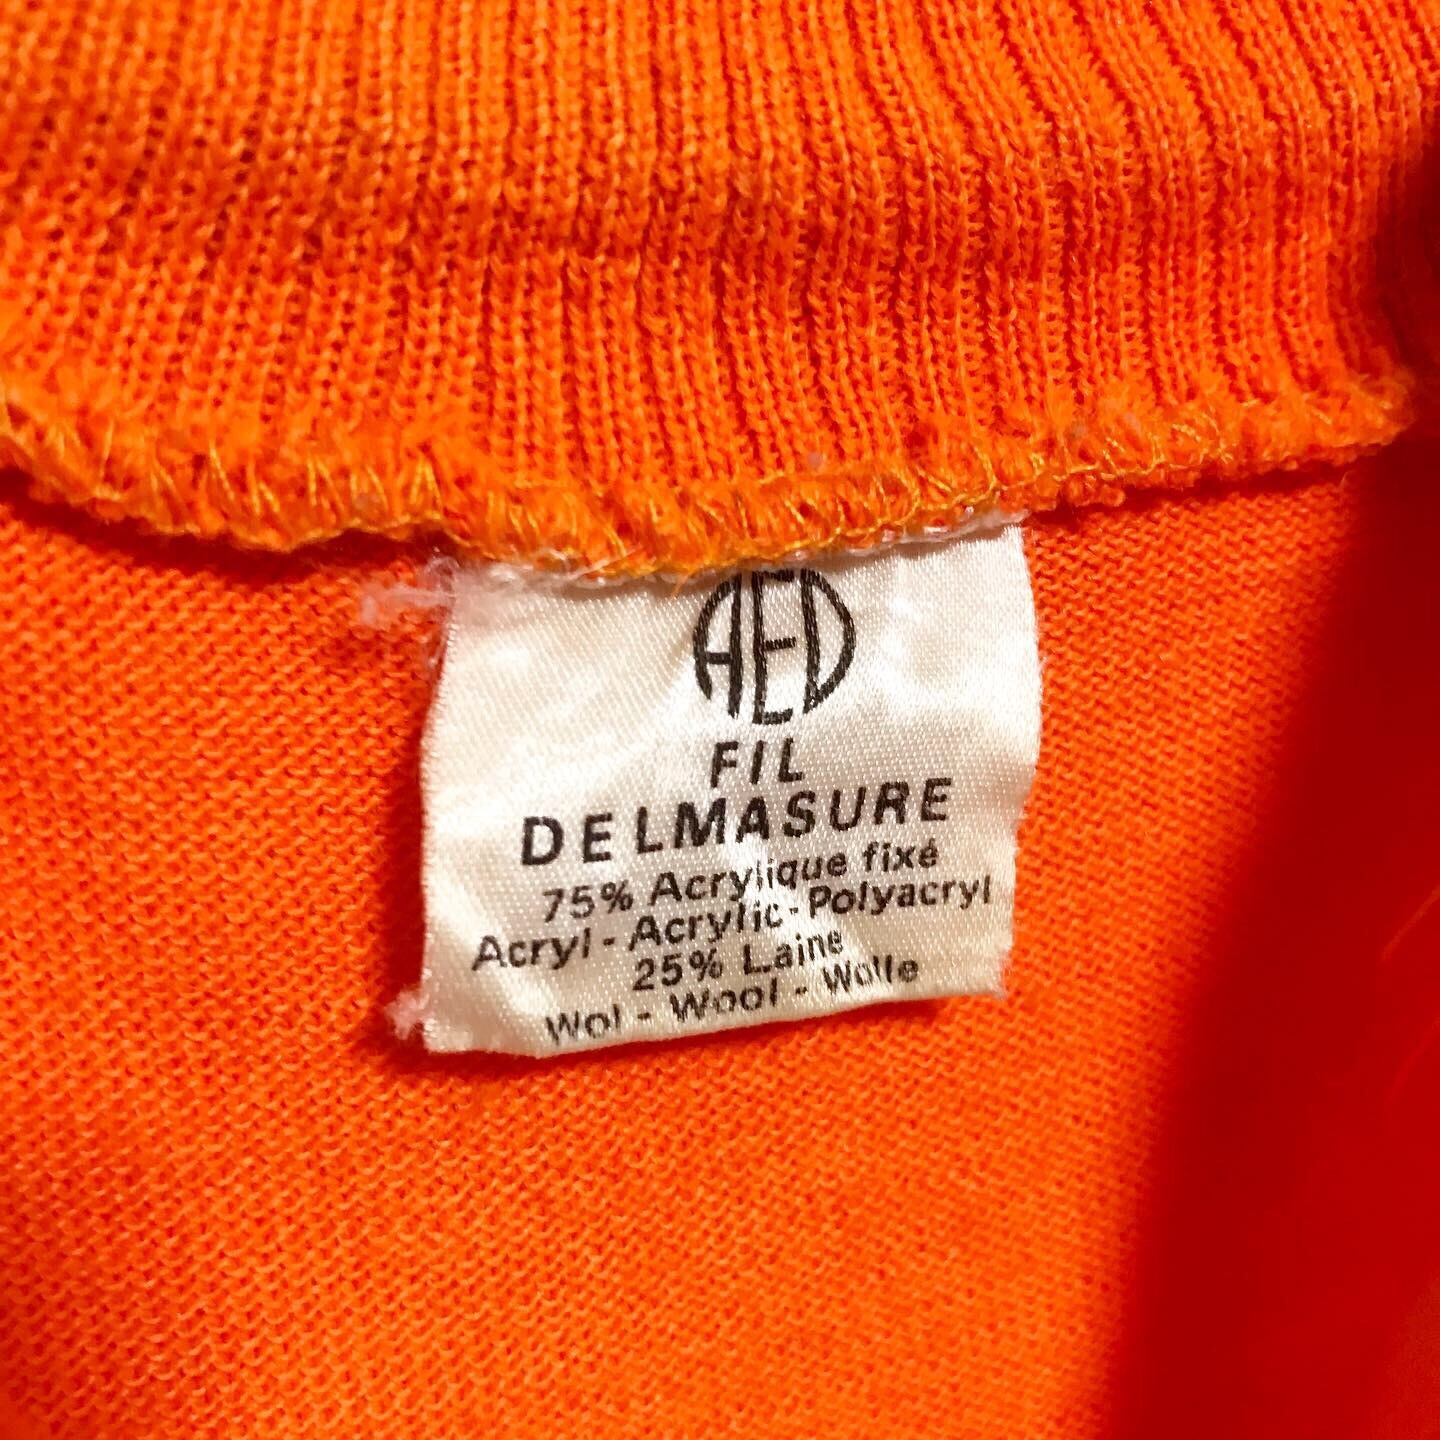 AED
FIL
DELMASURE
75% Acrylique fixé
Acryl - Acrylic - Polyacryl
25% Laine
Wol - Wool - Wolle